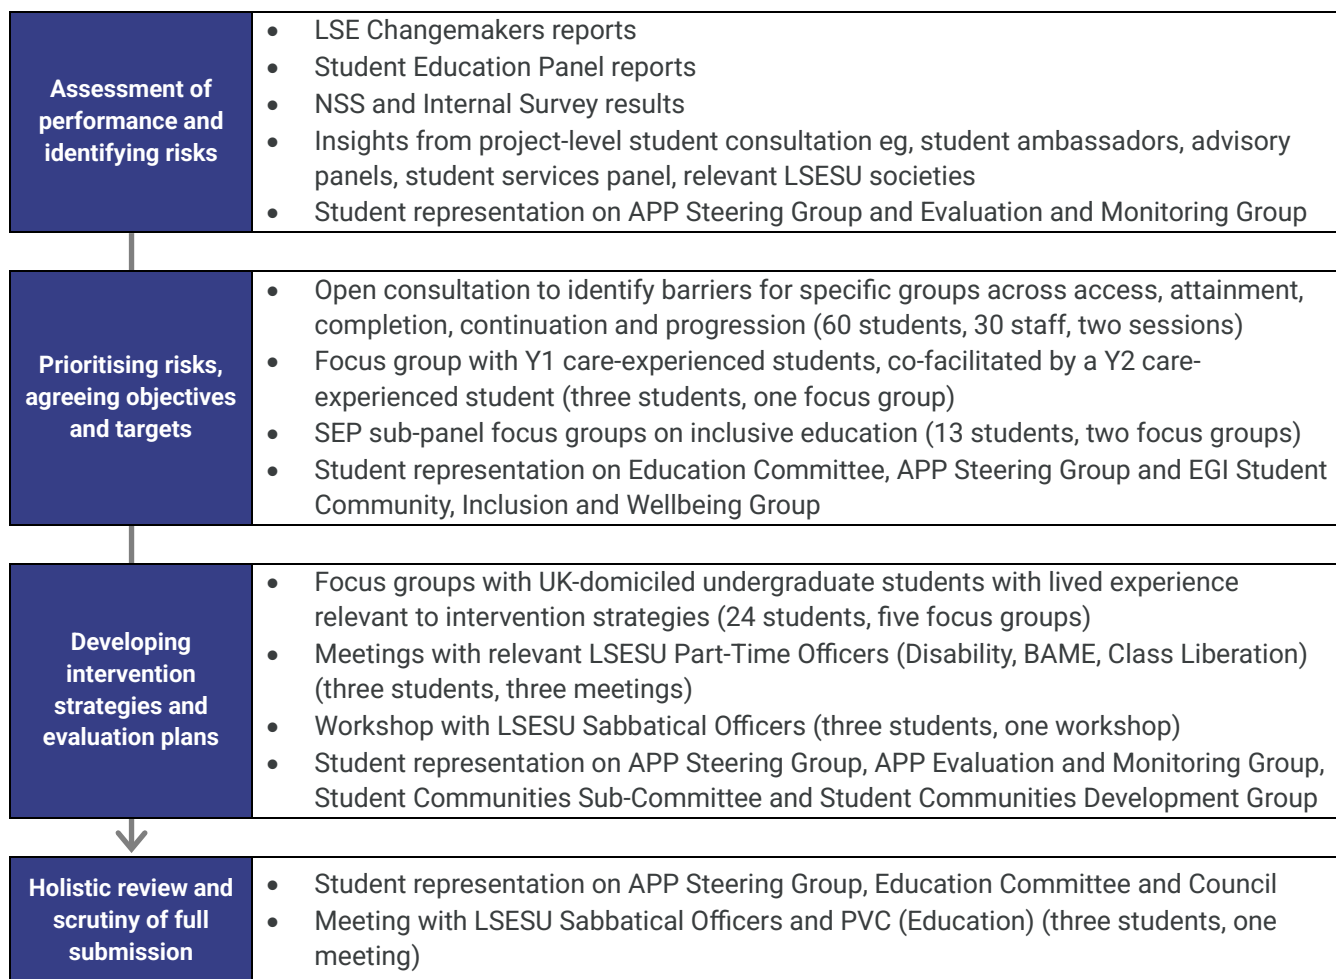 Assessment of
performance and
identifying risks
• LSE Changemakers reports
• Student Education Panel reports
• NSS and Internal Survey results
• Insights from project-level student consultation eg, student ambassadors, advisory
panels, student services panel, relevant LSESU societies
• Student representation on APP Steering Group and Evaluation and Monitoring Group
Prioritising risks,
agreeing objectives
and targets
• Open consultation to identify barriers for specific groups across access, attainment,
completion, continuation and progression (60 students, 30 staff, two sessions)
• Focus group with Y1 care-experienced students, co-facilitated by a Y2 care-
experienced student (three students, one focus group)
• SEP sub-panel focus groups on inclusive education (13 students, two focus groups)
• Student representation on Education Committee, APP Steering Group and EGI Student
Community, Inclusion and Wellbeing Group
Developing
intervention
strategies and
evaluation plans
• Focus groups with UK-domiciled undergraduate students with lived experience
relevant to intervention strategies (24 students, five focus groups)
• Meetings with relevant LSESU Part-Time Officers (Disability, BAME, Class Liberation)
(three students, three meetings)
• Workshop with LSESU Sabbatical Officers (three students, one workshop)
• Student representation on APP Steering Group, APP Evaluation and Monitoring Group,
Student Communities Sub-Committee and Student Communities Development Group
Holistic review and
scrutiny of full
submission
• Student representation on APP Steering Group, Education Committee and Council
• Meeting with LSESU Sabbatical Officers and PVC (Education) (three students, one
meeting)